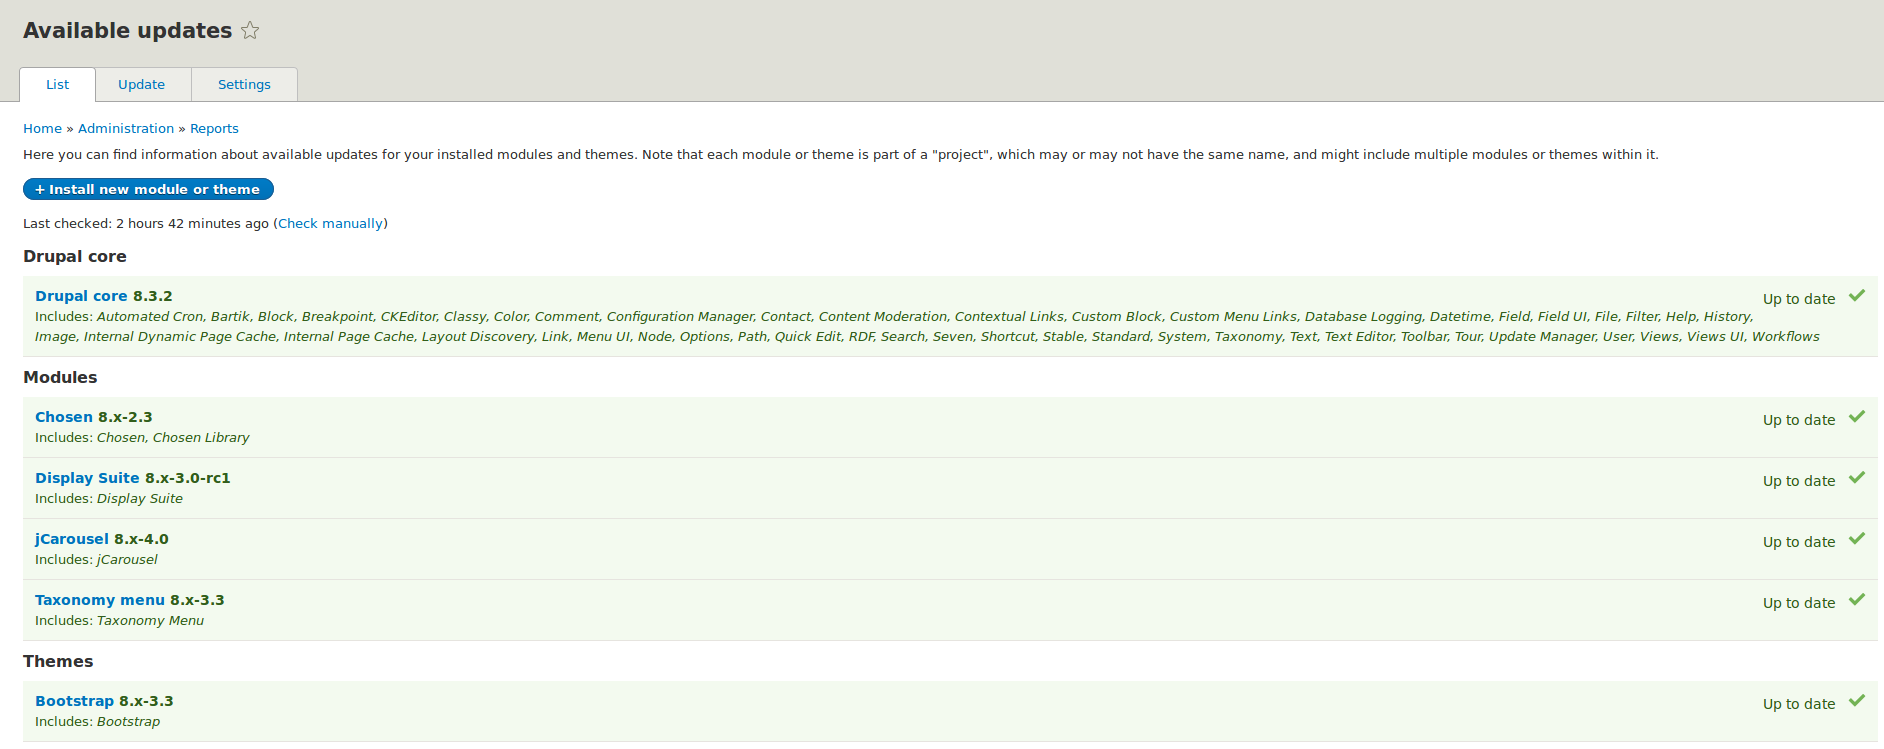 Available updates
List Update Settings
Home » Administration » Reports
Here you can find information about available updates for your installed modules and themes. Note that each module or theme is part of a "project", which may or may not have the same name, and might include multiple modules or themes within it.
+ Install new module or theme
Last checked: 2 hours 42 minutes ago (Check manually)
Drupal core
Drupal core 8.3.2 Up to date
Includes: Automated Cron, Bartik, Block, Breakpoint, CKEditor, Classy, Color, Comment, Configuration Manager, Contact, Content Moderation, Contextual Links, Custom Block, Custom Menu Links, Database Logging, Datetime, Field, Field UI, File, Filter, Help, History,
Image, Internal Dynamic Page Cache, Internal Page Cache, Layout Discovery, Link, Menu UI, Node, Options, Path, Quick Edit, RDF, Search, Seven, Shortcut, Stable, Standard, System, Taxonomy, Text, Text Editor, Toolbar, Tour, Update Manager, User, Views, Views UI, Workflows
Modules
Chosen 8.x-2.3 Up to date
Includes: Chosen, Chosen Library
Display Suite 8.x-3.0-rc1 Up to date
Includes: Display Suite
jCarousel 8.x-4.0 Up to date
Includes: jCarousel
Taxonomy menu 8.x-3.3 Up to date
Includes: Taxonomy Menu
Themes
Bootstrap 8.x-3.3 Up to date
Includes: Bootstrap